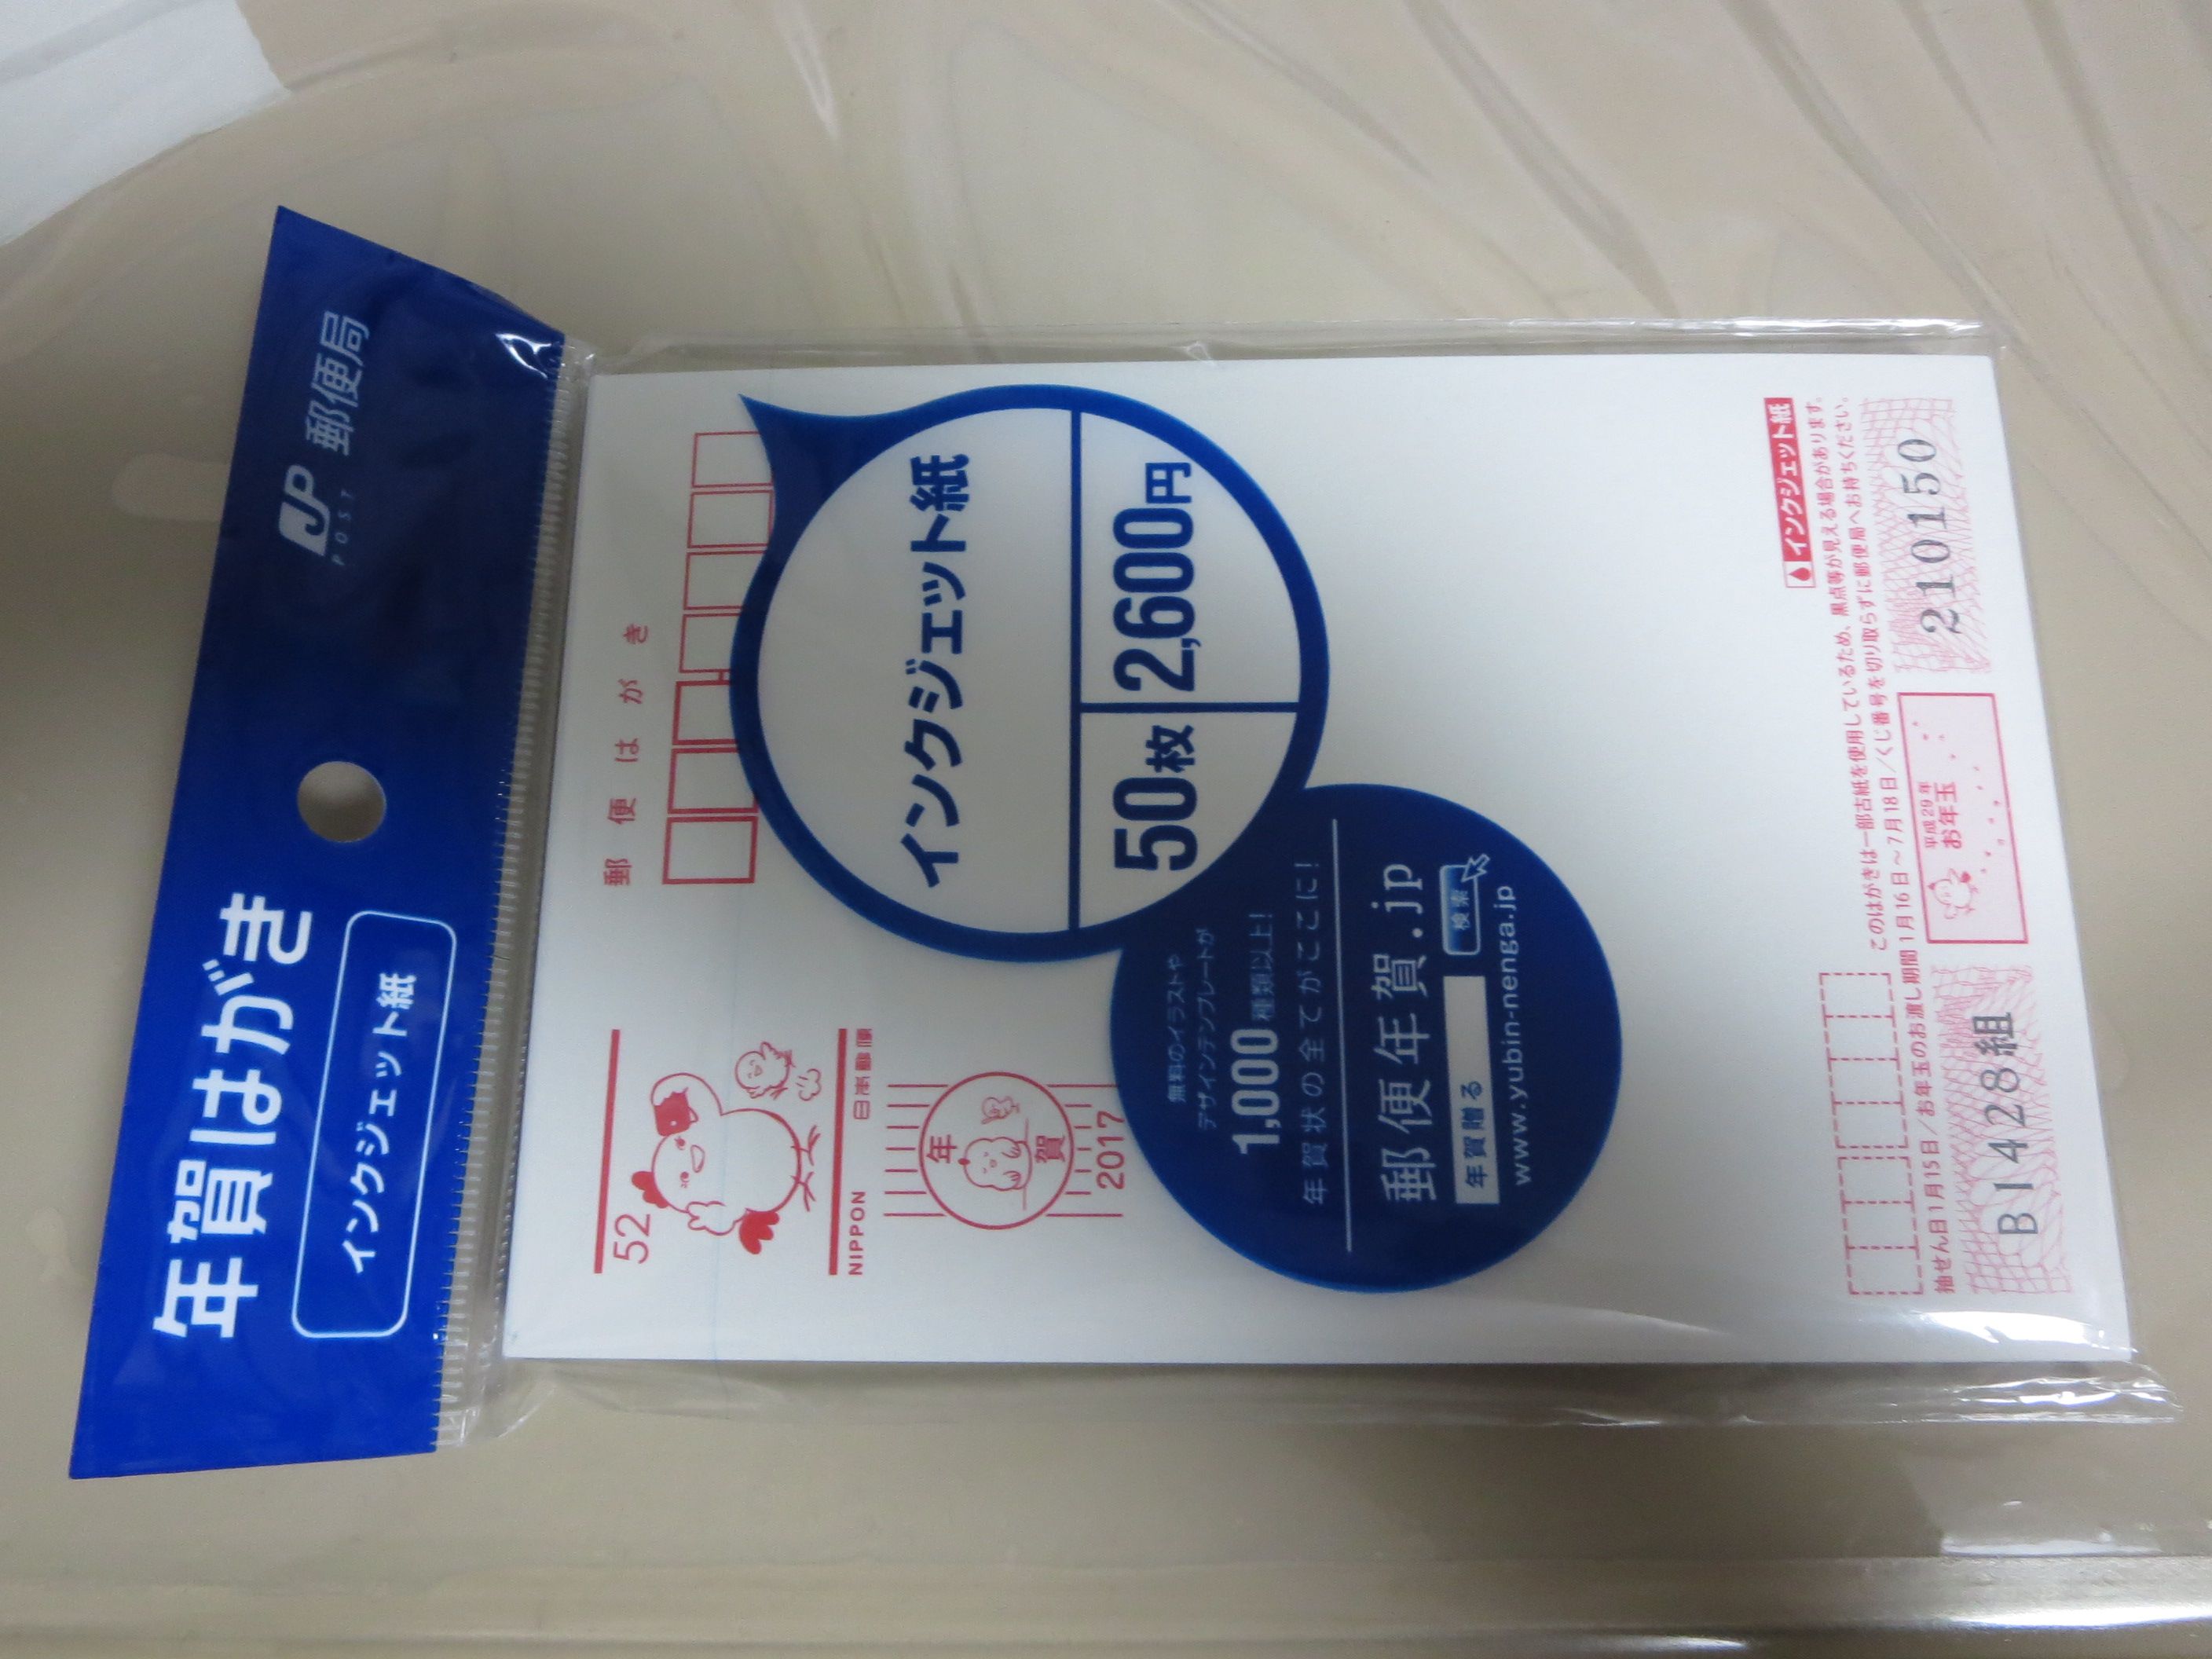 年賀はがき
インクジェット紙
JP 郵便局
POST
郵便はがき
52
NIPPON 日本郵便
年
賀
2017
インクジェット紙
50枚
2,600円
無料のイラストや
デザインテンプレートが
1,000種類以上!
年賀状の全てがここに!
郵便年賀.jp
年賀贈る 検索
www.yubin-nenga.jp
インクジェット紙
このはがきは一部古紙を使用しているため、黒点等が見える場合があります。
抽せん日1月15日/お年玉のお渡し期間1月16日~7月18日/くじ番号を切り取らずに郵便局へお持ちください。
B1428組
平成29年
お年玉
210150